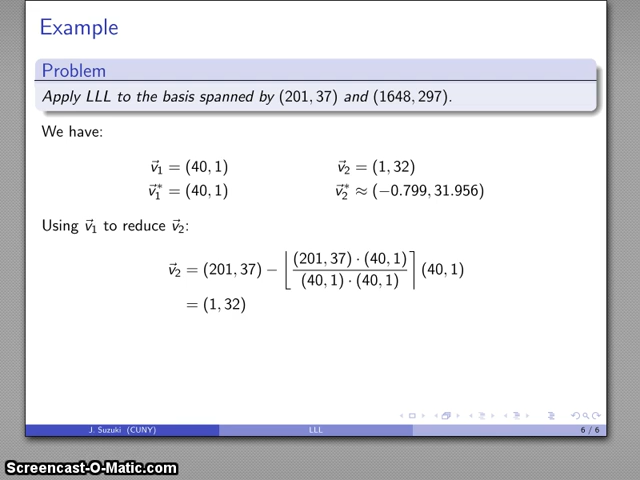 Example
Problem
Apply LLL to the basis spanned by (201, 37) and (1648, 297).
We have:
v⃗₁ = (40, 1) v⃗₂ = (1, 32)
v⃗₁* = (40, 1) v⃗₂* ≈ (−0.799, 31.956)
Using v⃗₁ to reduce v⃗₂:
v⃗₂ = (201, 37) − ⌊(201, 37) · (40, 1) / (40, 1) · (40, 1)⌉ (40, 1)
= (1, 32)
J. Suzuki (CUNY) LLL 6 / 6
Screencast-O-Matic.com